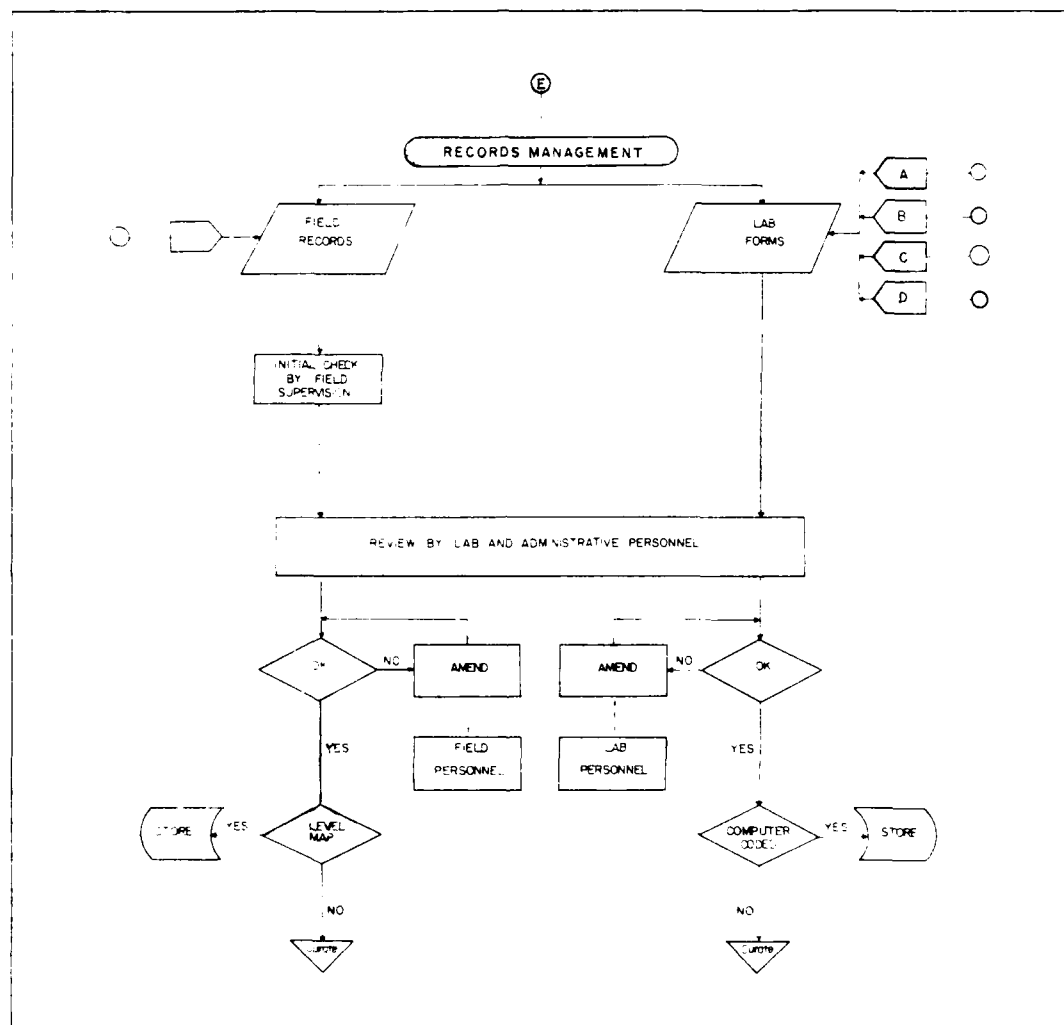 E
RECORDS MANAGEMENT
FIELD
RECORDS
LAB
FORMS
A
B
C
D
INITIAL CHECK
BY FIELD
SUPERVISION
REVIEW BY LAB AND ADMINISTRATIVE PERSONNEL
OK
NO
AMEND
AMEND
NO
OK
YES
FIELD
PERSONNEL
LAB
PERSONNEL
YES
STORE
YES
LEVEL
MAP
COMPUTER
YES
STORE
NO
NO
Curate
Curate